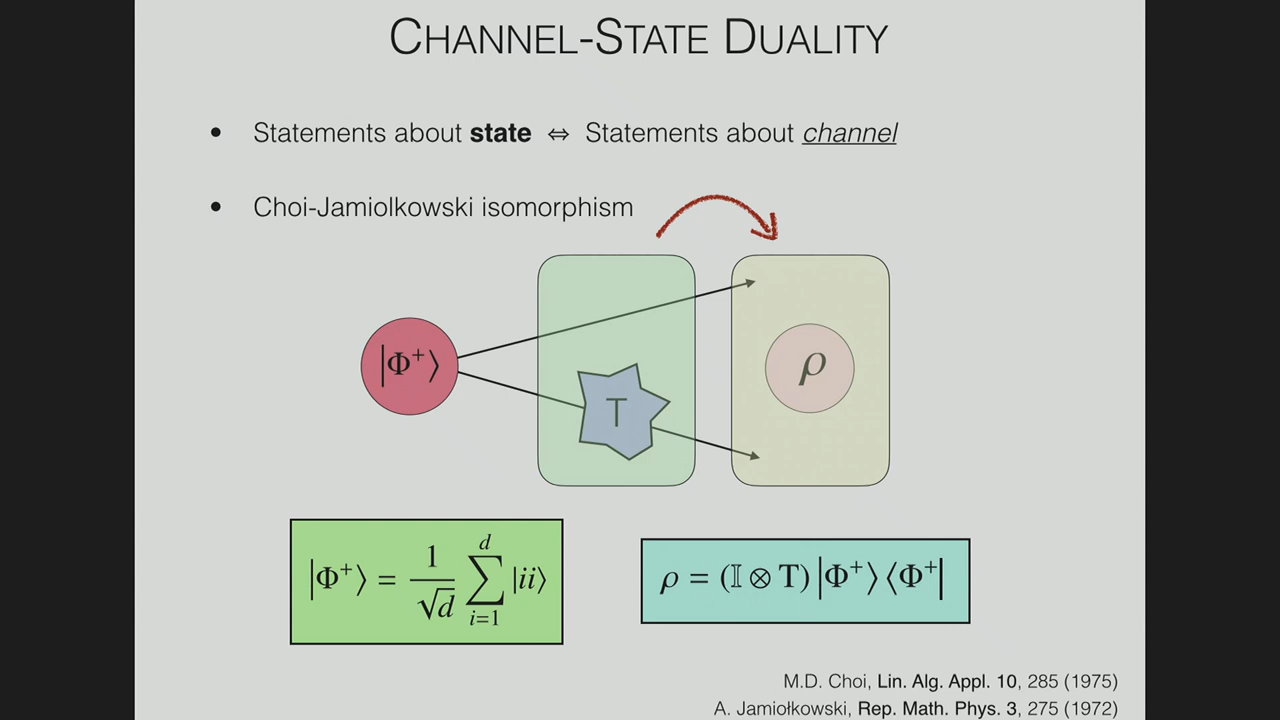 CHANNEL-STATE DUALITY
• Statements about state ⇔ Statements about channel
• Choi-Jamiolkowski isomorphism
|Φ⁺⟩
T
ρ
|Φ⁺⟩ = 1/√d ∑_{i=1}^{d} |ii⟩
ρ = (𝕀 ⊗ T) |Φ⁺⟩ ⟨Φ⁺|
M.D. Choi, Lin. Alg. Appl. 10, 285 (1975)
A. Jamiołkowski, Rep. Math. Phys. 3, 275 (1972)